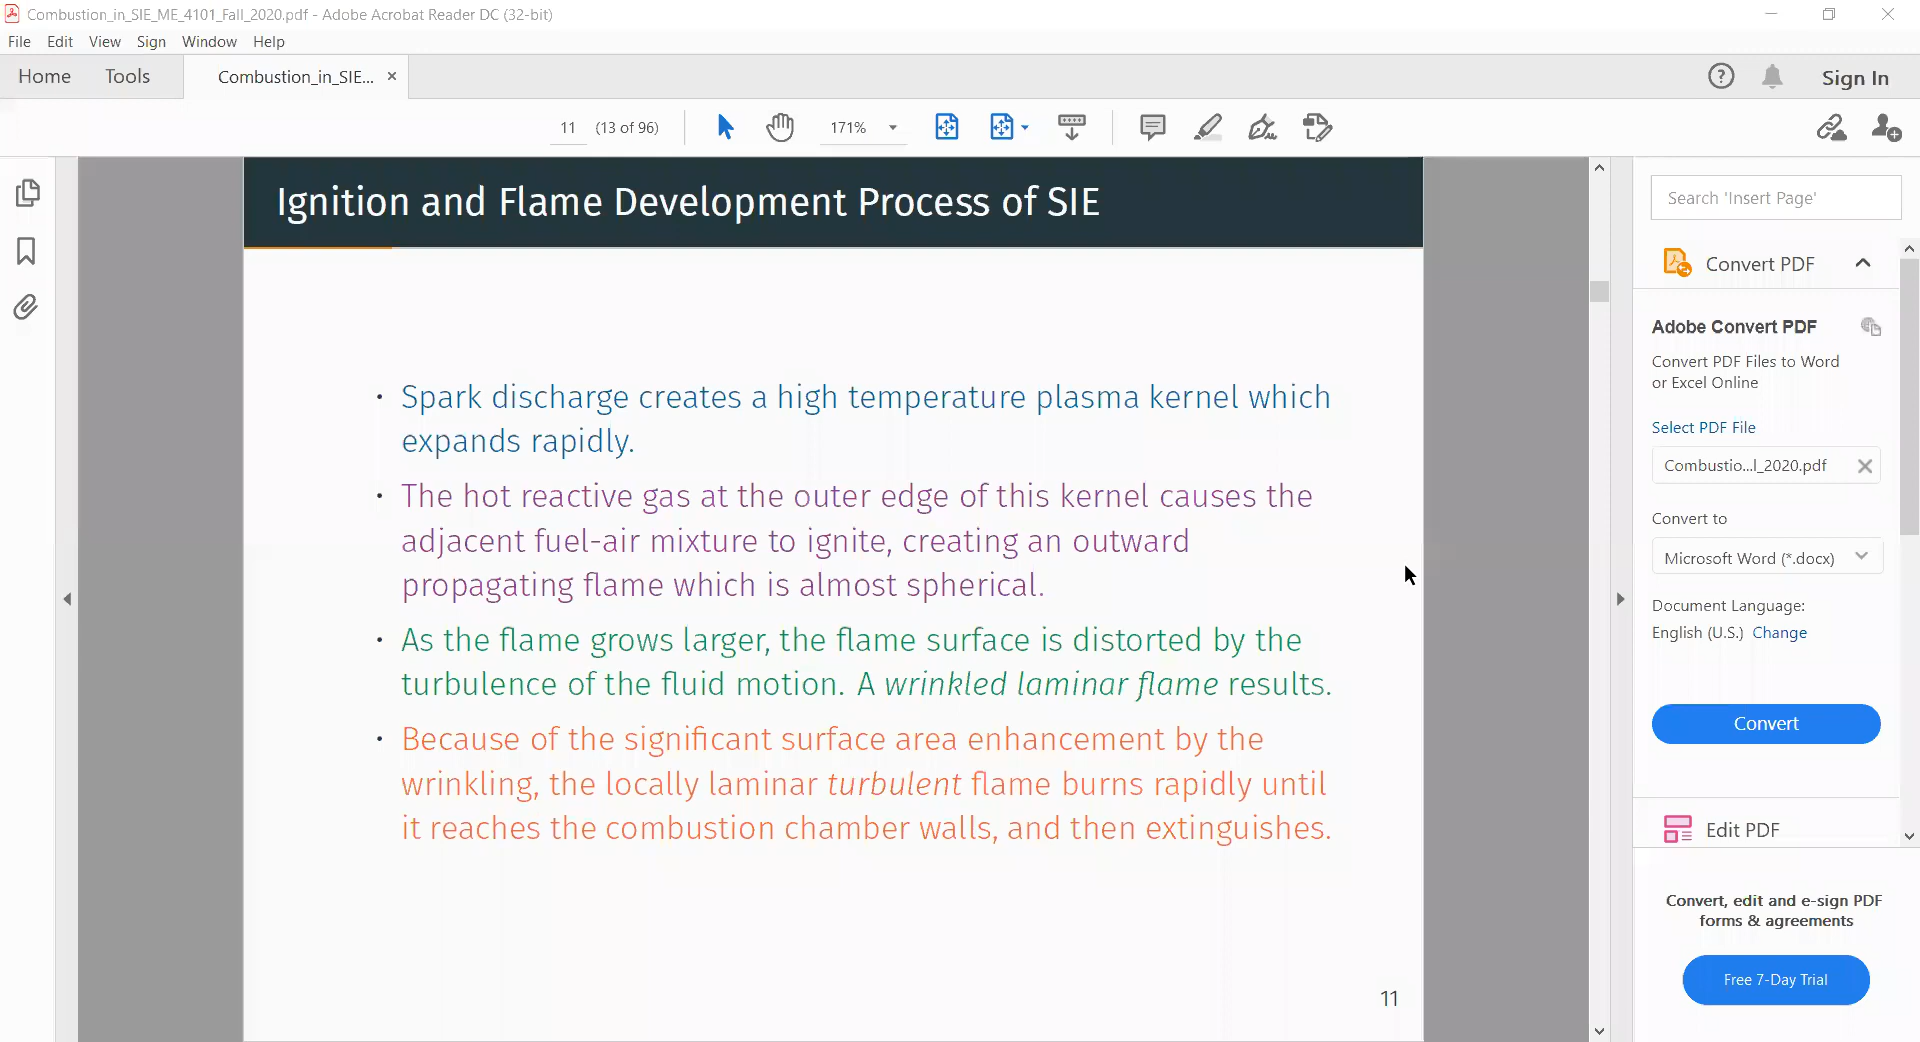 Combustion_in_SIE_ME_4101_Fall_2020.pdf - Adobe Acrobat Reader DC (32-bit)
File Edit View Sign Window Help
Home Tools Combustion_in_SIE... × Sign In
11 (13 of 96) 171%
Ignition and Flame Development Process of SIE
· Spark discharge creates a high temperature plasma kernel which
expands rapidly.
· The hot reactive gas at the outer edge of this kernel causes the
adjacent fuel-air mixture to ignite, creating an outward
propagating flame which is almost spherical.
· As the flame grows larger, the flame surface is distorted by the
turbulence of the fluid motion. A wrinkled laminar flame results.
· Because of the significant surface area enhancement by the
wrinkling, the locally laminar turbulent flame burns rapidly until
it reaches the combustion chamber walls, and then extinguishes.
11
Search 'Insert Page'
Convert PDF
Adobe Convert PDF
Convert PDF Files to Word
or Excel Online
Select PDF File
Combustio...l_2020.pdf
Convert to
Microsoft Word (*.docx)
Document Language:
English (U.S.) Change
Convert
Edit PDF
Convert, edit and e-sign PDF
forms & agreements
Free 7-Day Trial